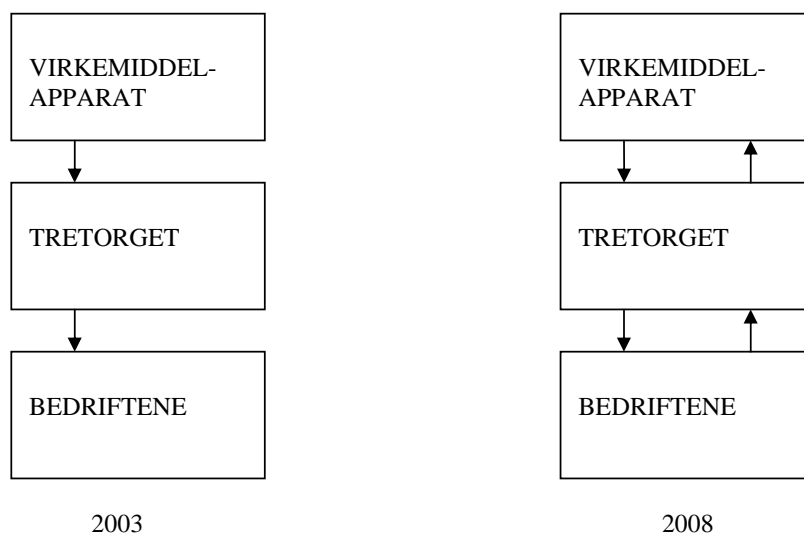 VIRKEMIDDEL-
APPARAT
TRETORGET
BEDRIFTENE
2003
VIRKEMIDDEL-
APPARAT
TRETORGET
BEDRIFTENE
2008